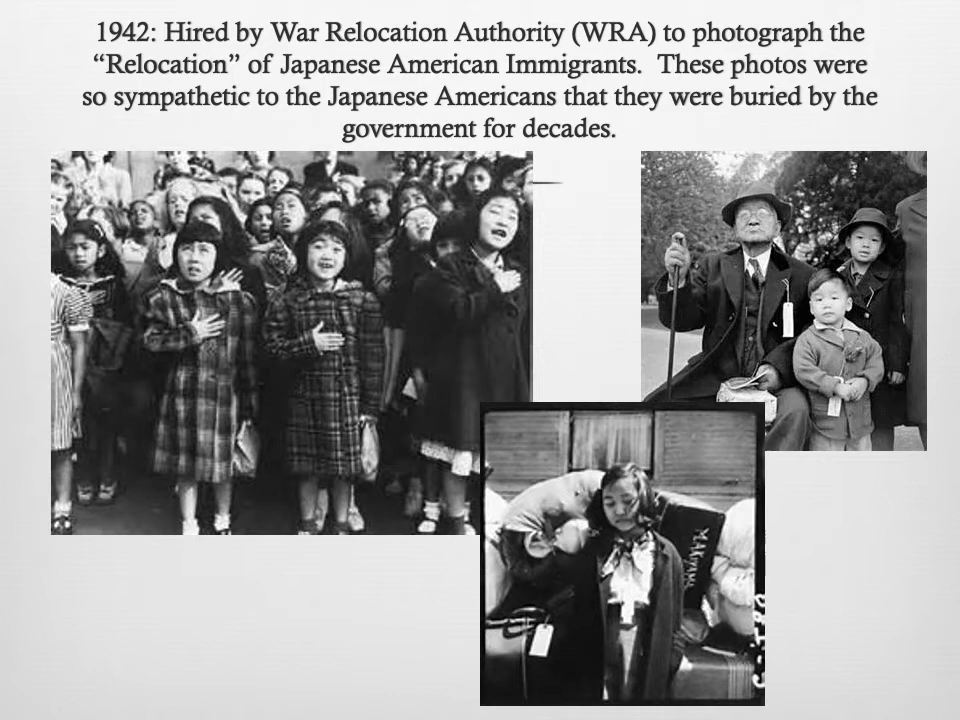 1942: Hired by War Relocation Authority (WRA) to photograph the
“Relocation” of Japanese American Immigrants.  These photos were
so sympathetic to the Japanese Americans that they were buried by the
government for decades.